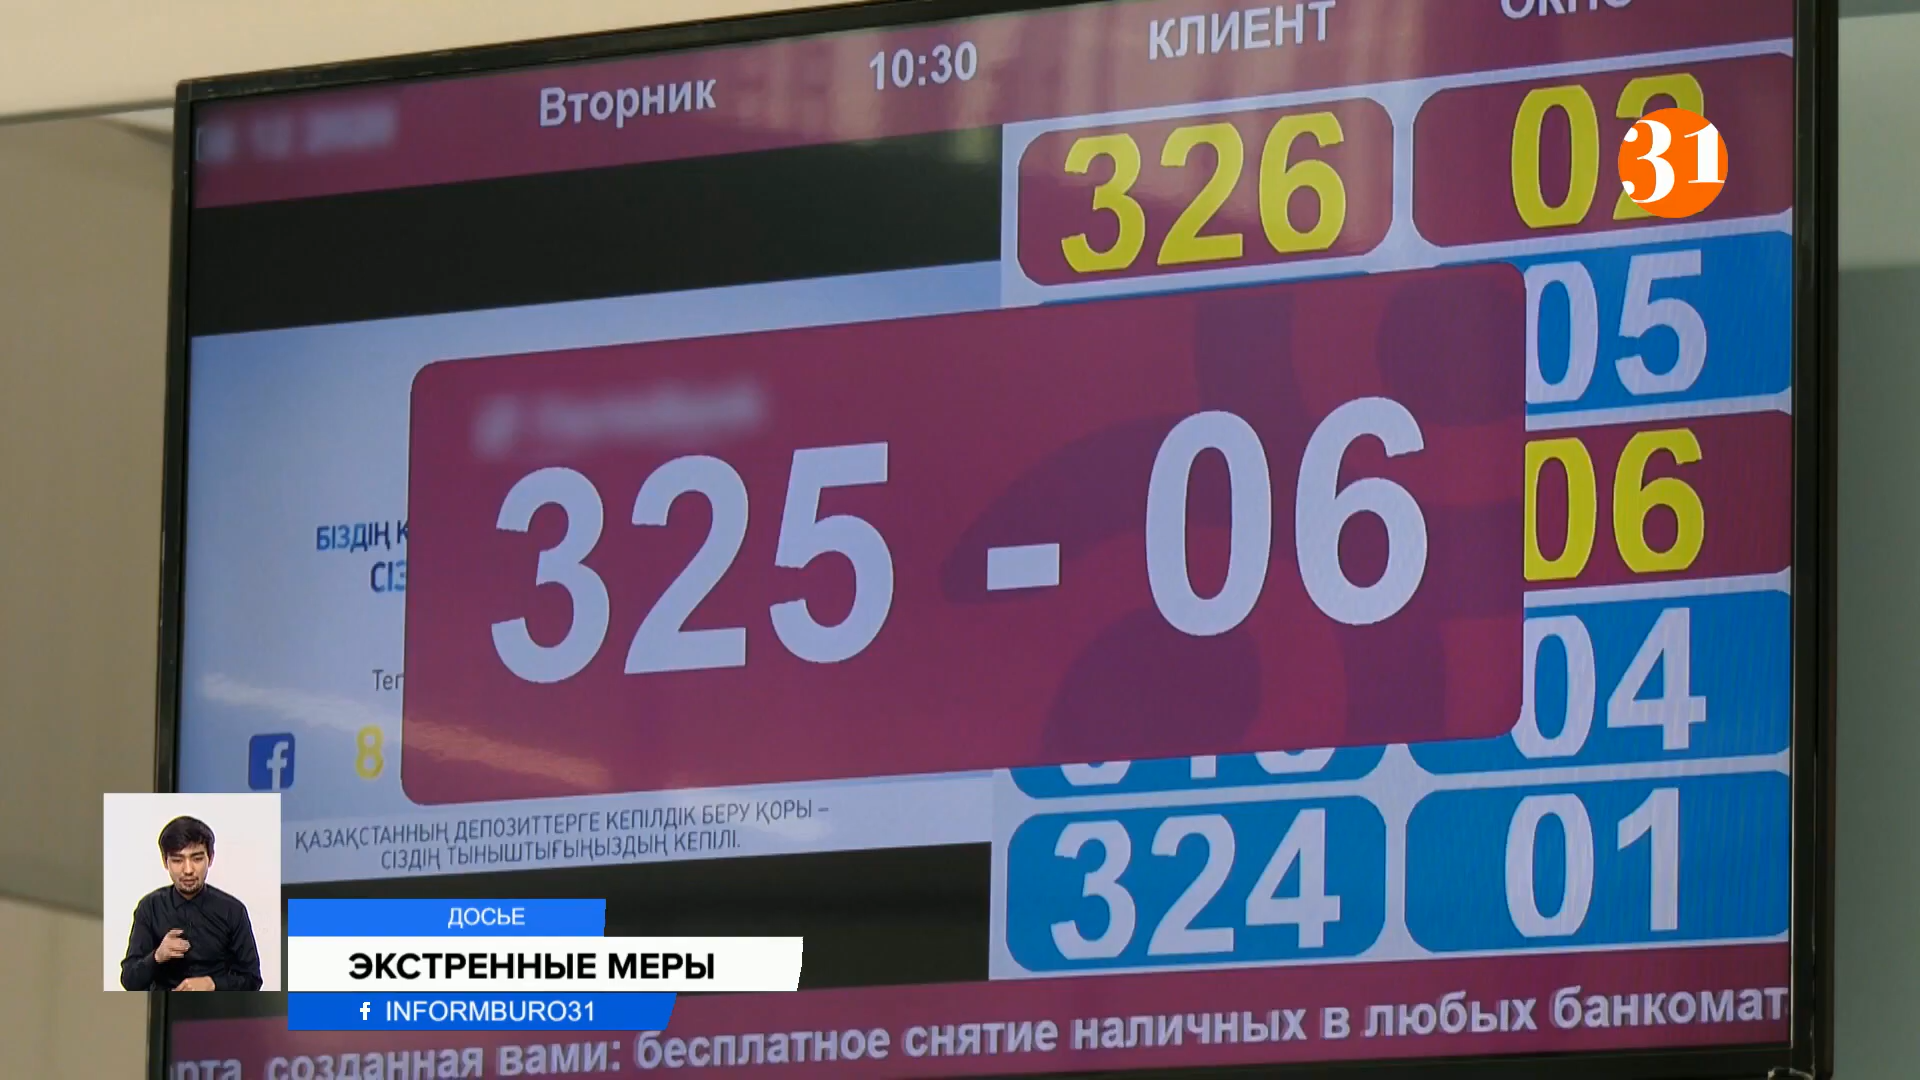 Вторник 10:30 КЛИЕНТ ОКНО
326 02
31
05
325 - 06
06
БІЗДІҢ
04
8
ҚАЗАҚСТАННЫҢ ДЕПОЗИТТЕРГЕ КЕПІЛДІК БЕРУ ҚОРЫ –
СІЗДІҢ ТЫНЫШТЫҒЫҢЫЗДЫҢ КЕПІЛІ.
324 01
ДОСЬЕ
ЭКСТРЕННЫЕ МЕРЫ
f INFORMBURO31
созданная вами: бесплатное снятие наличных в любых банкомат